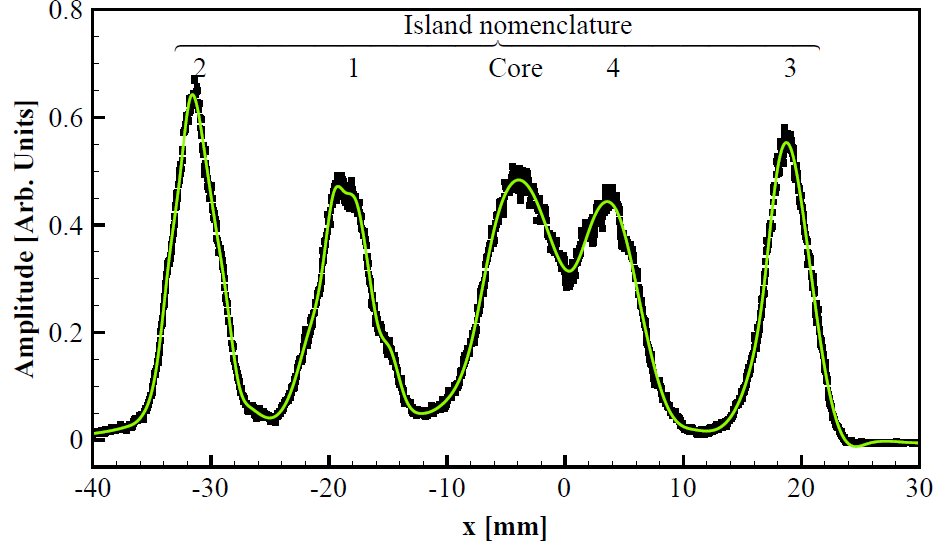 Island nomenclature
2 1 Core 4 3
0.8
0.6
0.4
0.2
0
Amplitude [Arb. Units]
-40 -30 -20 -10 0 10 20 30
x [mm]